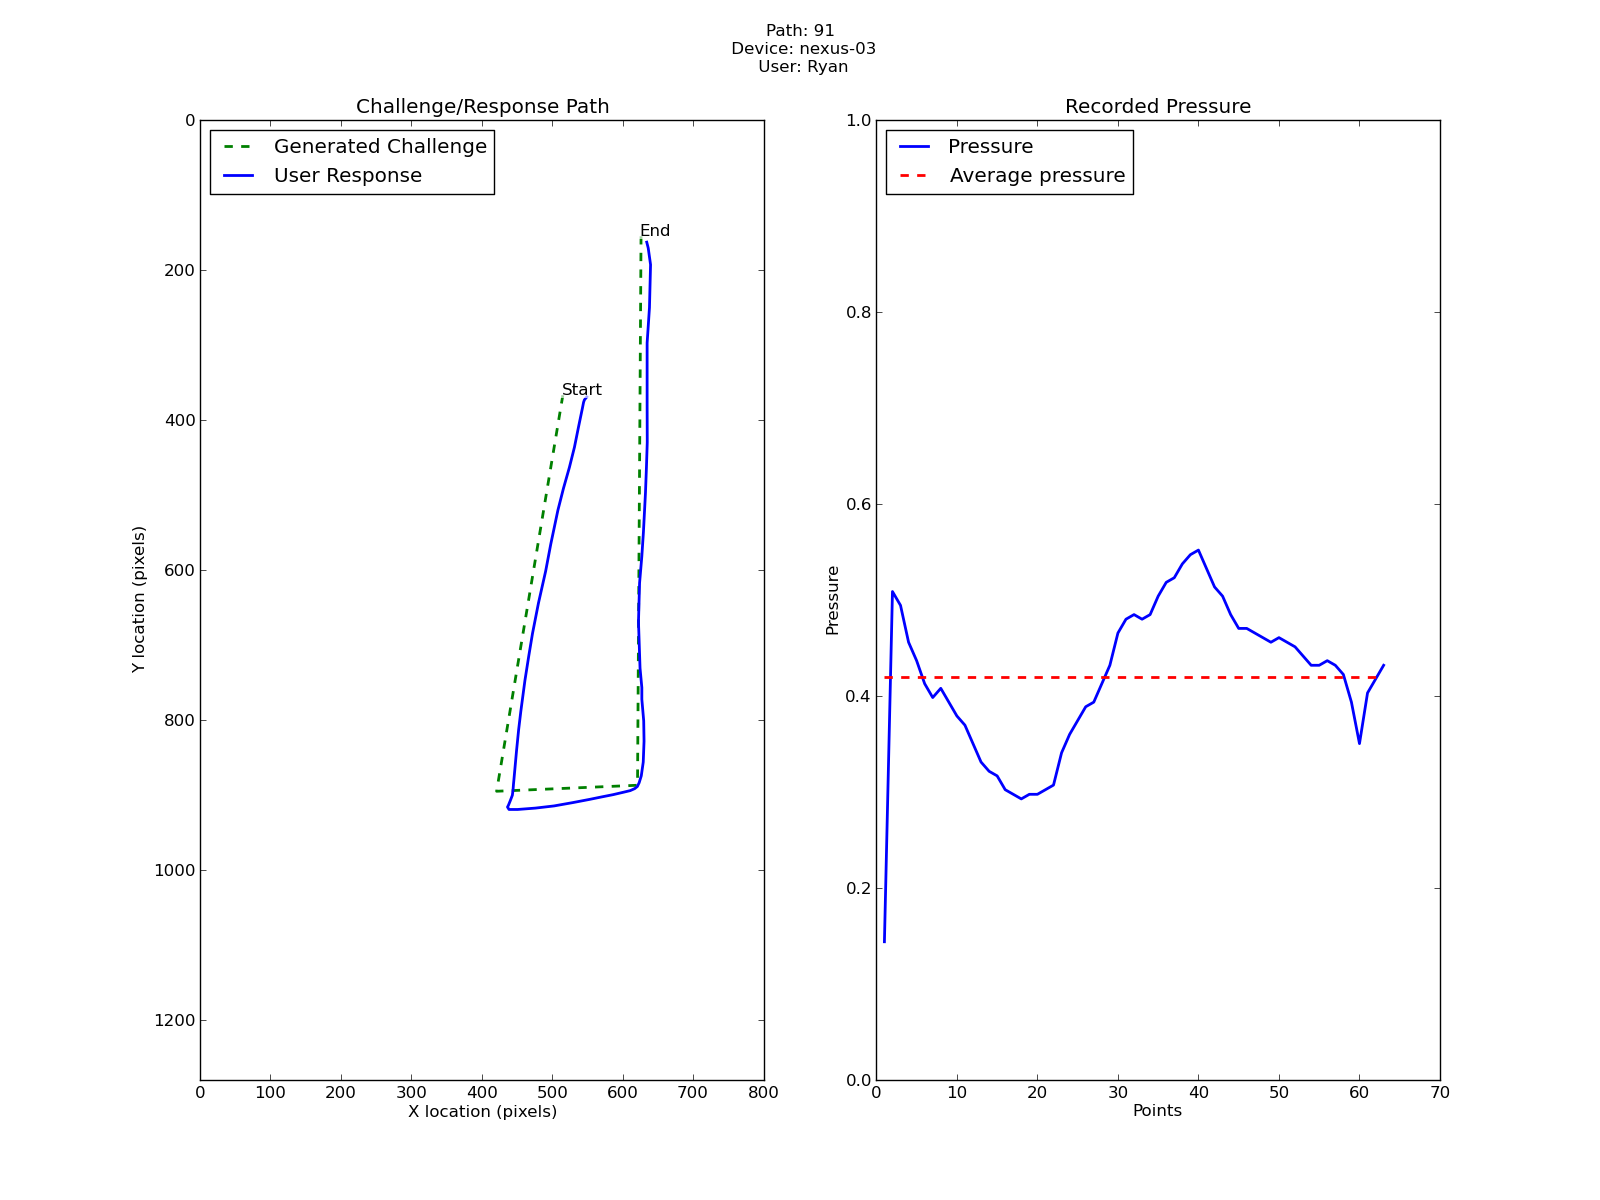 Path: 91
Device: nexus-03
User: Ryan
Challenge/Response Path
Generated Challenge
User Response
End
Start
0
200
400
600
800
1000
1200
Y location (pixels)
0 100 200 300 400 500 600 700 800
X location (pixels)
Recorded Pressure
Pressure
Average pressure
1.0
0.8
0.6
0.4
0.2
0.0
Pressure
0 10 20 30 40 50 60 70
Points